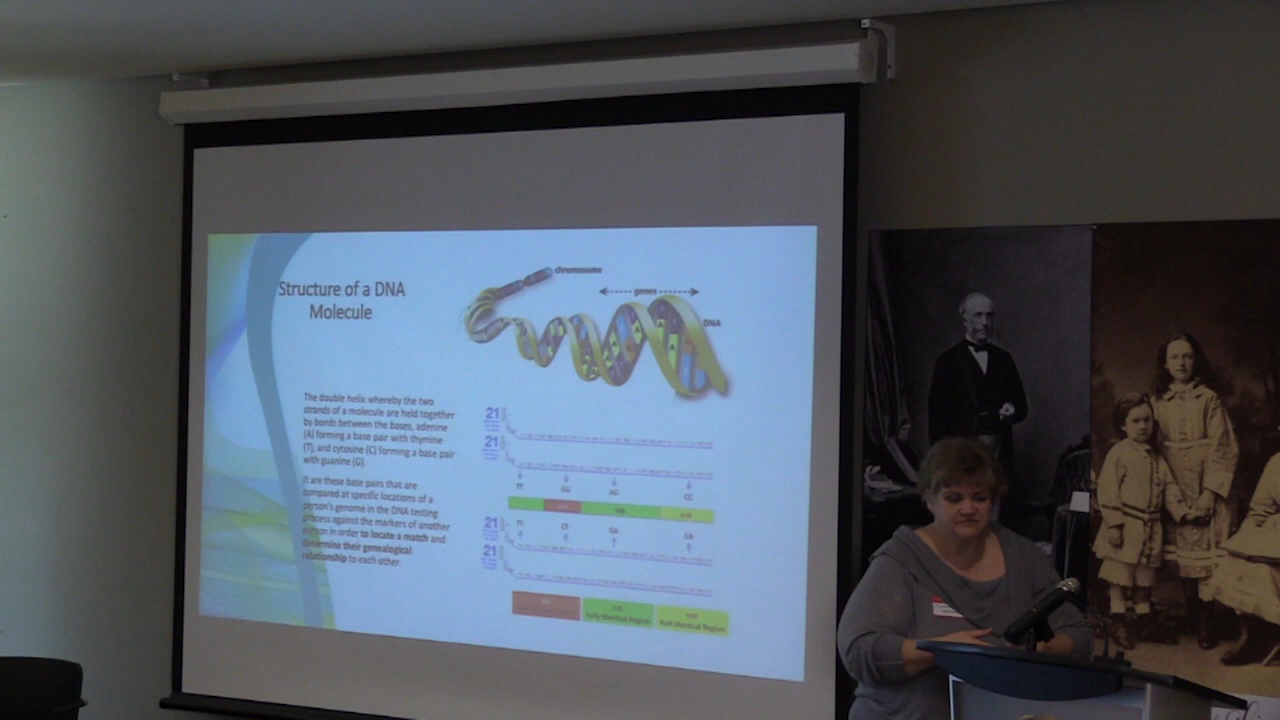 Structure of a DNA
Molecule
chromosome
genes
DNA
The double helix whereby the two
strands of a molecule are held together
by bonds between the bases, adenine
(A) forming a base pair with thymine
(T), and cytosine (C) forming a base pair
with guanine (G).
It are these base pairs that are
compared at specific locations of a
person's genome in the DNA testing
process against the markers of another
person in order to locate a match and
determine their genealogical
relationship to each other.
21
21
TT GG AG CC
TT CT GA CA
21
21
Fully Identical Region
Half Identical Region